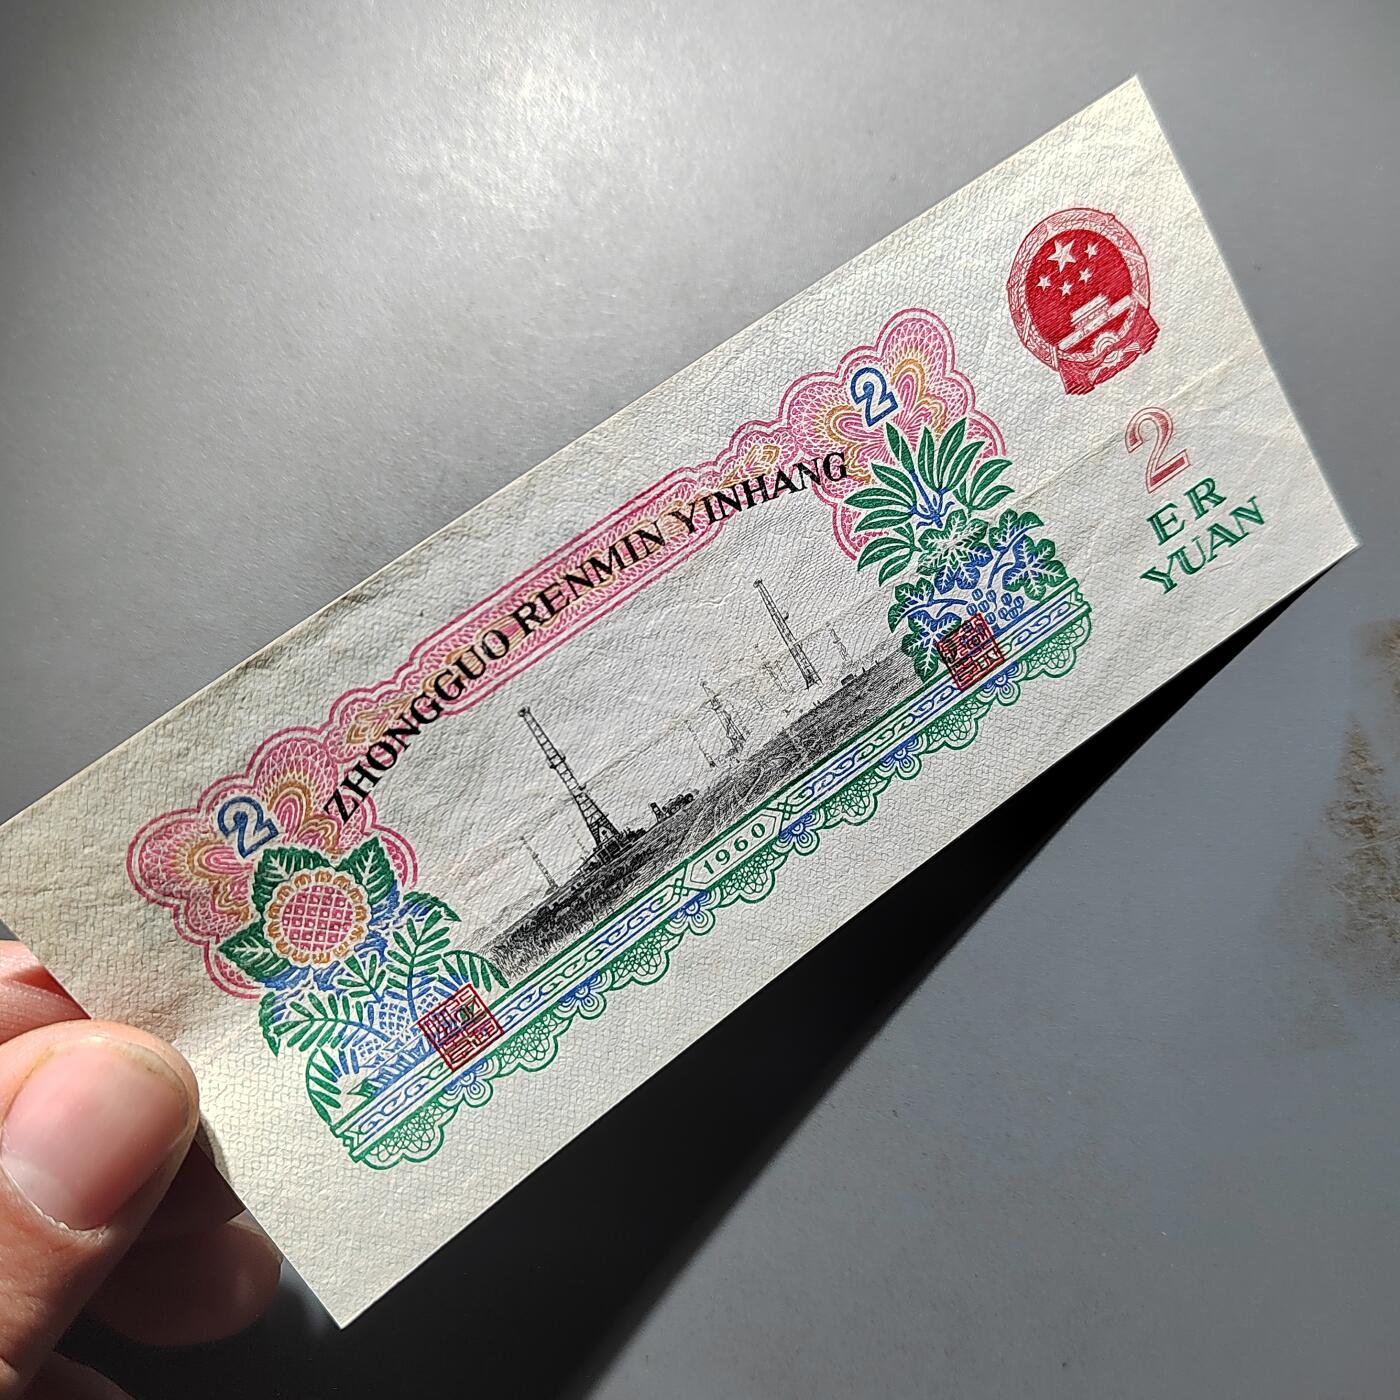 ZHONGGUO RENMIN YINHANG
2
2
1960
2
ER
YUAN